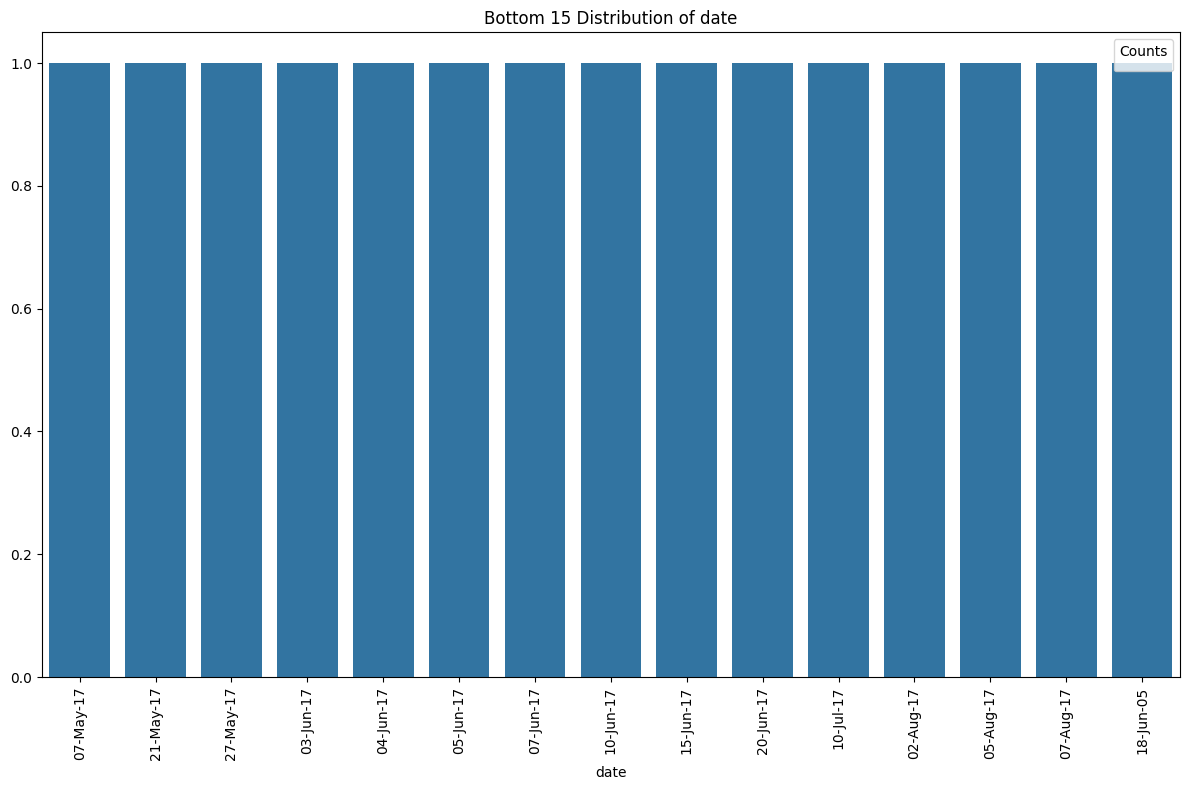 Bottom 15 Distribution of date
Counts
1.0
0.8
0.6
0.4
0.2
0.0
07-May-17
21-May-17
27-May-17
03-Jun-17
04-Jun-17
05-Jun-17
07-Jun-17
10-Jun-17
15-Jun-17
20-Jun-17
10-Jul-17
02-Aug-17
05-Aug-17
07-Aug-17
18-Jun-05
date